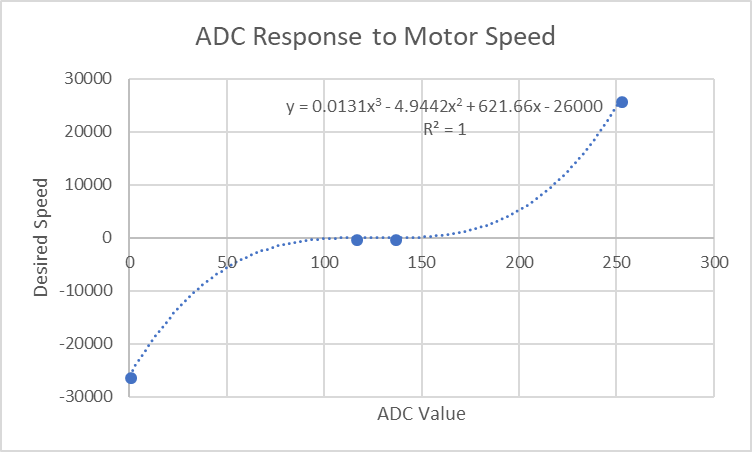 ADC Response to Motor Speed
30000
y = 0.0131x³ - 4.9442x² + 621.66x - 26000
R² = 1
20000
10000
0
-10000
-20000
-30000
0 50 100 150 200 250 300
Desired Speed
ADC Value